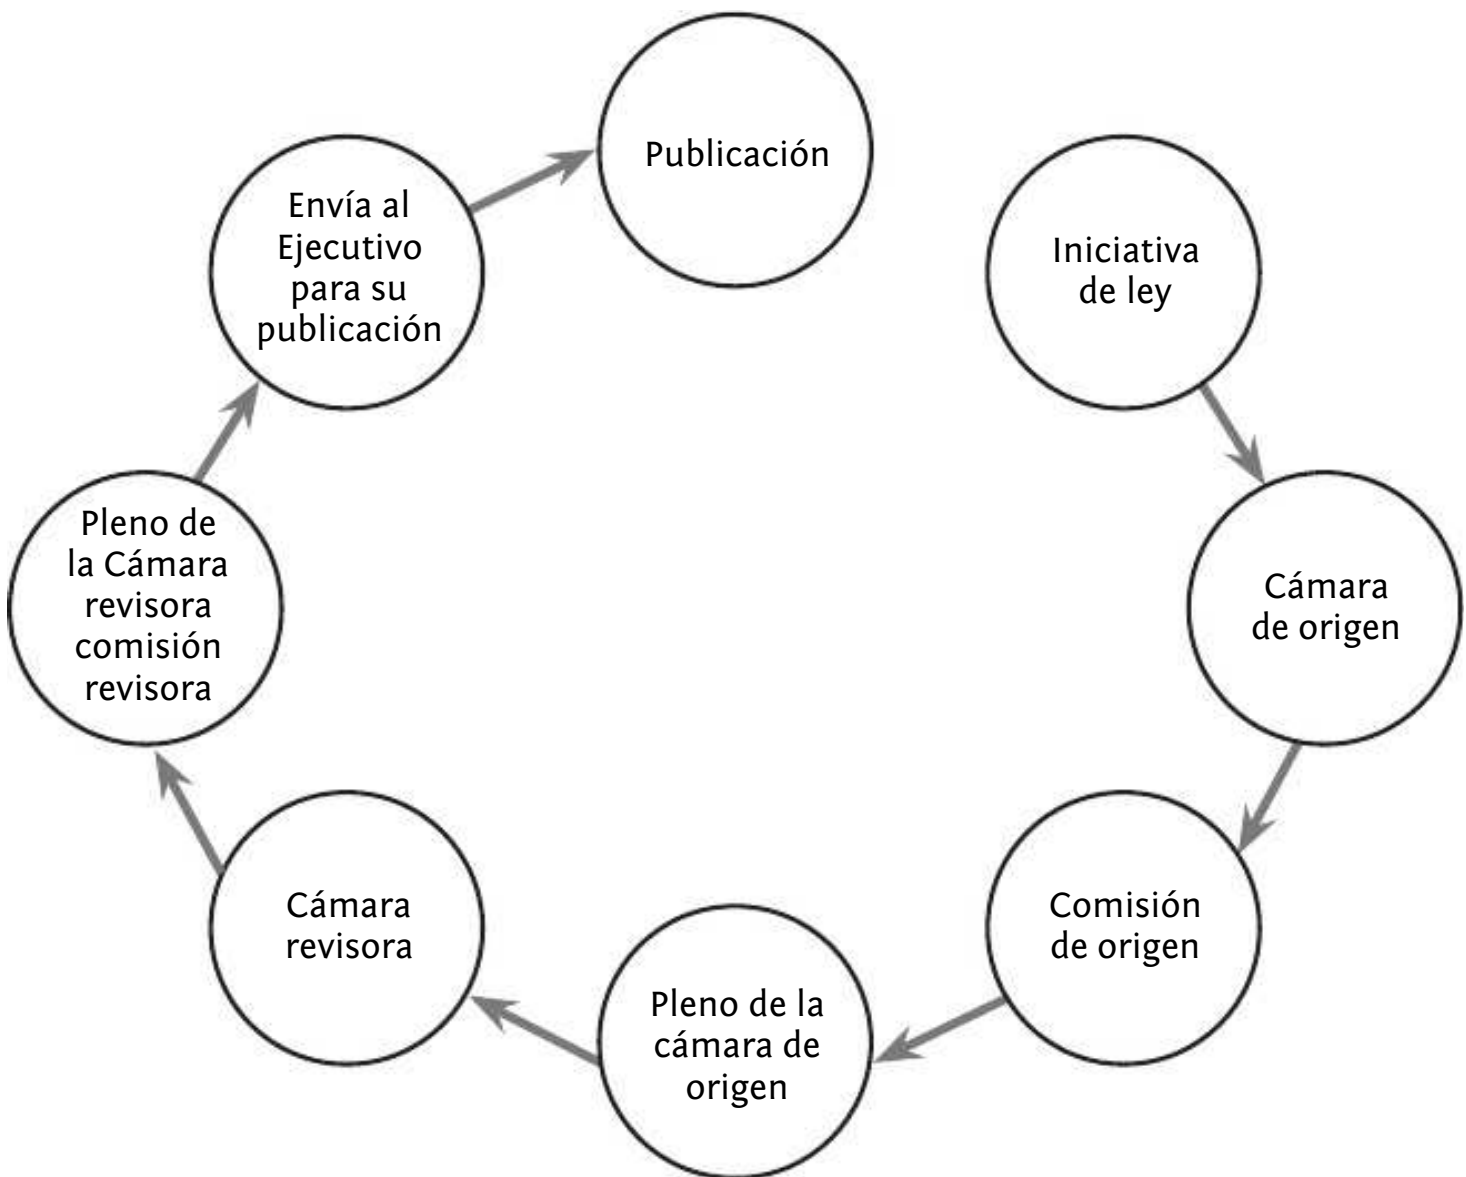 Publicación
Iniciativa
de ley
Cámara
de origen
Comisión
de origen
Pleno de la
cámara de
origen
Cámara
revisora
Pleno de
la Cámara
revisora
comisión
revisora
Envía al
Ejecutivo
para su
publicación